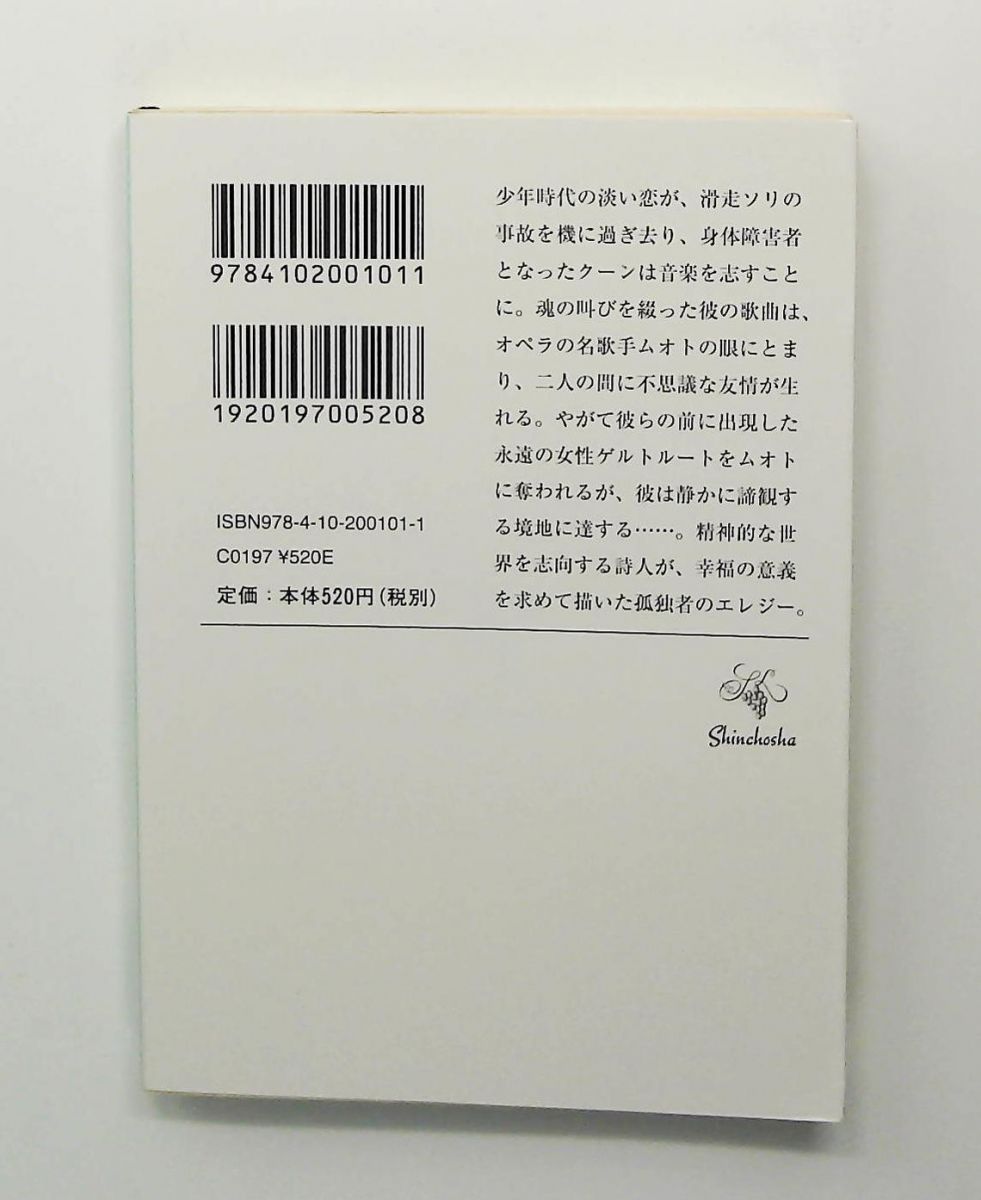 9784102001011
1920197005208
ISBN978-4-10-200101-1
C0197 ¥520E
定価：本体520円(税別)
少年時代の淡い恋が、滑走ソリの
事故を機に過ぎ去り、身体障害者
となったクーンは音楽を志すこと
に。魂の叫びを綴った彼の歌曲は、
オペラの名歌手ムオトの眼にとま
り、二人の間に不思議な友情が生
れる。やがて彼らの前に出現した
永遠の女性ゲルトルートをムオト
に奪われるが、彼は静かに諦観す
る境地に達する……。精神的な世
界を志向する詩人が、幸福の意義
を求めて描いた孤独者のエレジー。
Shinchosha